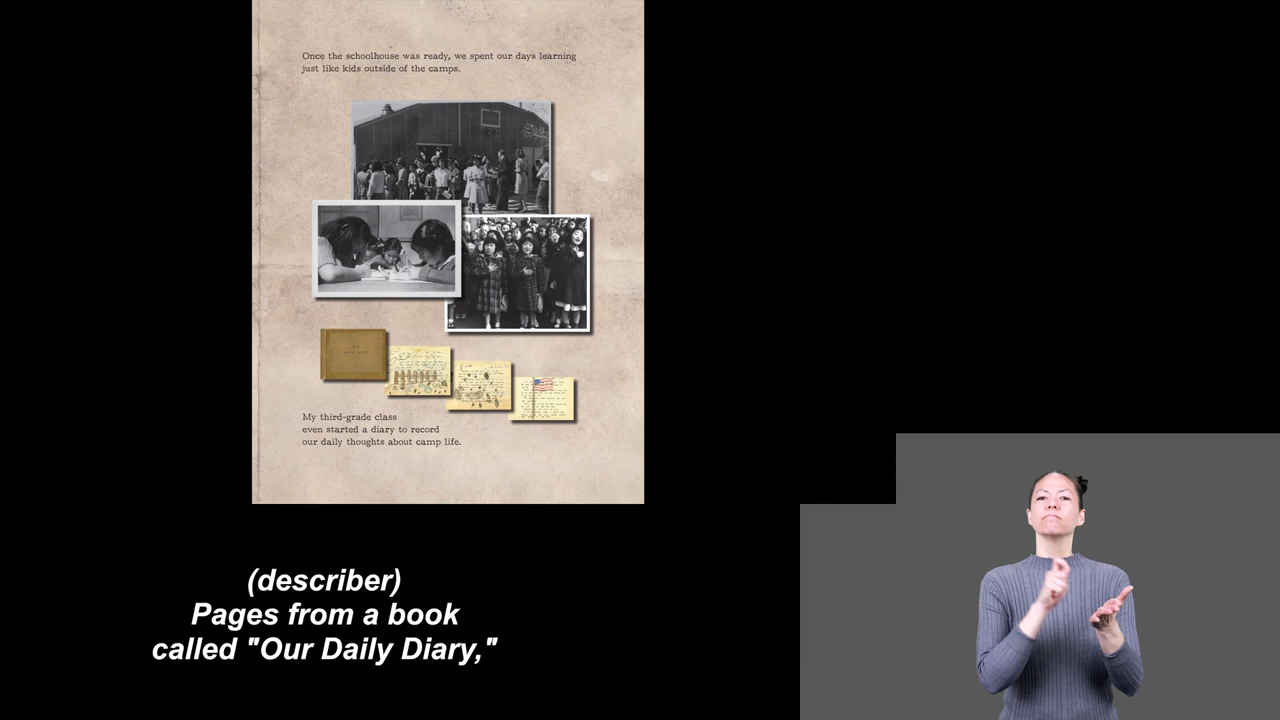 Once the schoolhouse was ready, we spent our days learning
just like kids outside of the camps.
My third-grade class
even started a diary to record
our daily thoughts about camp life.
(describer)
Pages from a book
called "Our Daily Diary,"